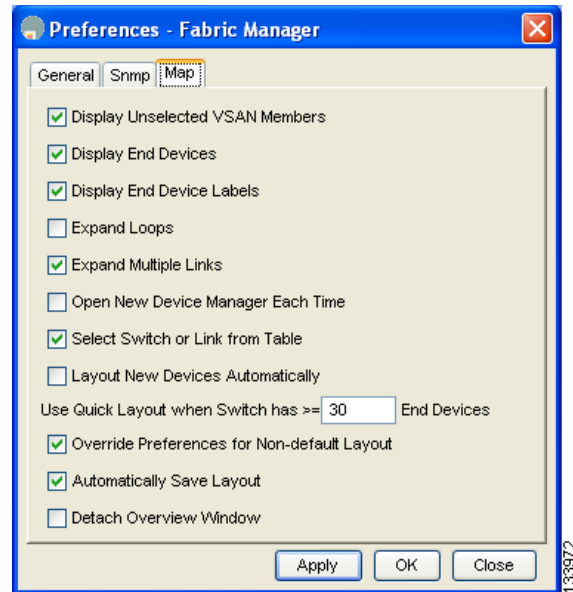 Preferences - Fabric Manager
General Snmp Map
Display Unselected VSAN Members
Display End Devices
Display End Device Labels
Expand Loops
Expand Multiple Links
Open New Device Manager Each Time
Select Switch or Link from Table
Layout New Devices Automatically
Use Quick Layout when Switch has >= 30 End Devices
Override Preferences for Non-default Layout
Automatically Save Layout
Detach Overview Window
Apply OK Close
133972